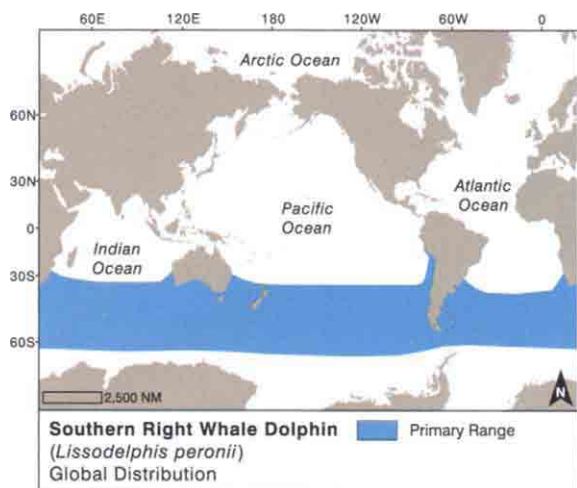 60E 120E 180 120W 60W 0
Arctic Ocean
60N
30N
Atlantic
Ocean
Pacific
Ocean
0
Indian
Ocean
30S
60S
2,500 NM
N
Southern Right Whale Dolphin
Primary Range
(Lissodelphis peronii)
Global Distribution